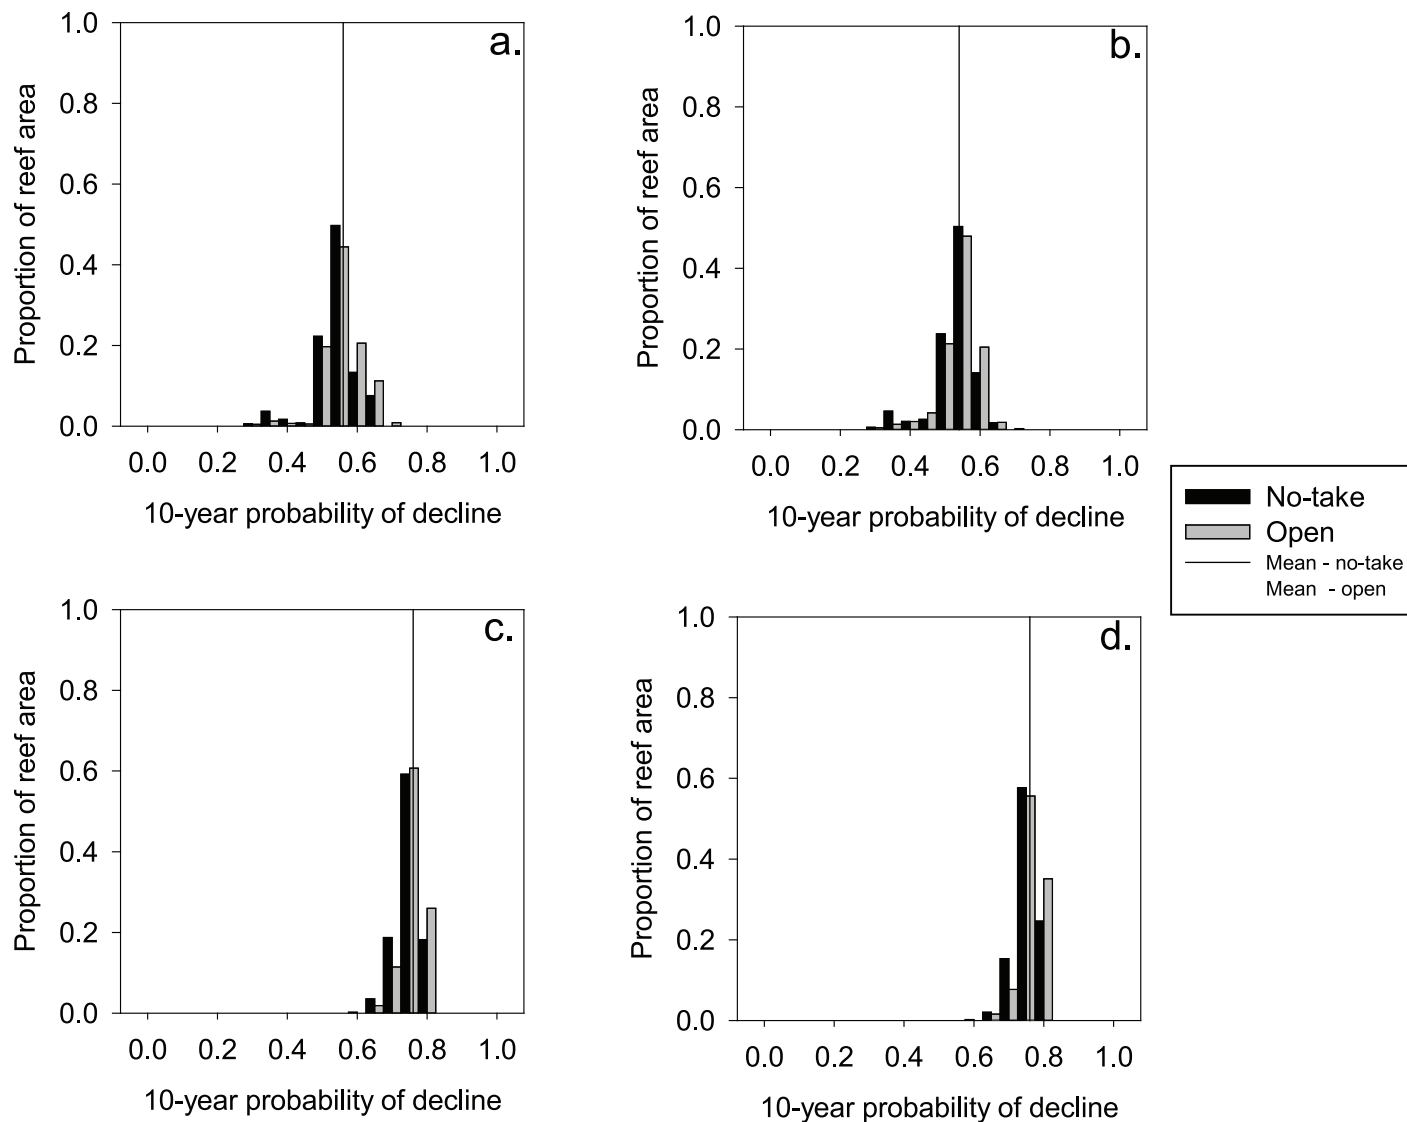 a.
1.0
0.8
0.6
0.4
0.2
0.0
Proportion of reef area
0.0 0.2 0.4 0.6 0.8 1.0
10-year probability of decline
b.
1.0
0.8
0.6
0.4
0.2
0.0
Proportion of reef area
0.0 0.2 0.4 0.6 0.8 1.0
10-year probability of decline
No-take
Open
Mean - no-take
Mean - open
c.
1.0
0.8
0.6
0.4
0.2
0.0
Proportion of reef area
0.0 0.2 0.4 0.6 0.8 1.0
10-year probability of decline
d.
1.0
0.8
0.6
0.4
0.2
0.0
Proportion of reef area
0.0 0.2 0.4 0.6 0.8 1.0
10-year probability of decline